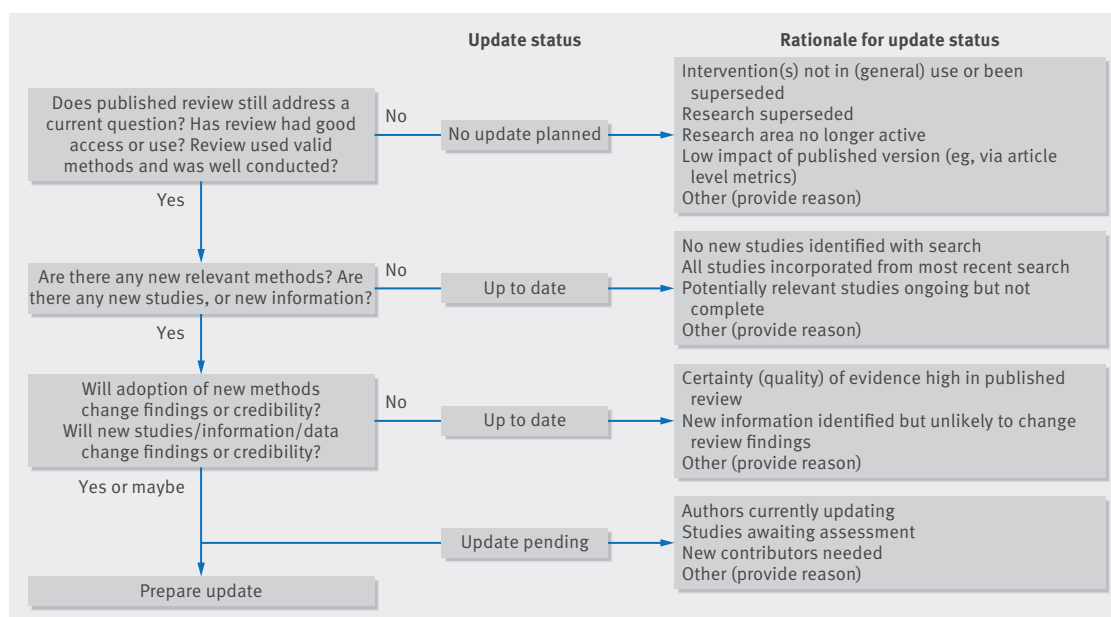 Update status
Rationale for update status
Does published review still address a
current question? Has review had good
access or use? Review used valid
methods and was well conducted?
No
No update planned
Intervention(s) not in (general) use or been
superseded
Research superseded
Research area no longer active
Low impact of published version (eg, via article
level metrics)
Other (provide reason)
Yes
Are there any new relevant methods? Are
there any new studies, or new information?
No
Up to date
No new studies identified with search
All studies incorporated from most recent search
Potentially relevant studies ongoing but not
complete
Other (provide reason)
Yes
Will adoption of new methods
change findings or credibility?
Will new studies/information/data
change findings or credibility?
No
Up to date
Certainty (quality) of evidence high in published
review
New information identified but unlikely to change
review findings
Other (provide reason)
Yes or maybe
Update pending
Authors currently updating
Studies awaiting assessment
New contributors needed
Other (provide reason)
Prepare update